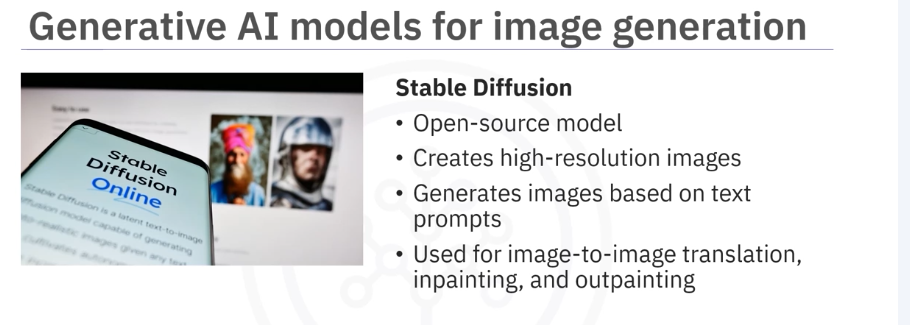 Generative AI models for image generation
Easy to use
Stable
Diffusion
Online
Stable Diffusion is a latent text-to-image
diffusion model capable of generating
photo-realistic images given any text
cultivates
Stable Diffusion
• Open-source model
• Creates high-resolution images
• Generates images based on text
prompts
• Used for image-to-image translation,
inpainting, and outpainting